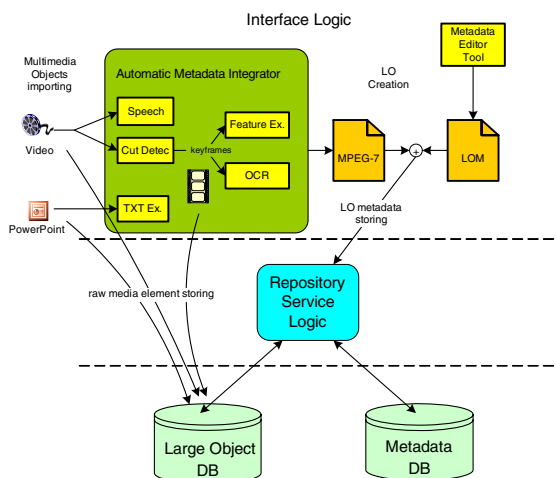 Interface Logic
Multimedia
Objects
importing
Automatic Metadata Integrator
LO
Creation
Metadata
Editor
Tool
Speech
Cut Detec
keyframes
Feature Ex.
OCR
TXT Ex.
Video
PowerPoint
MPEG-7
+
LOM
LO metadata
storing
raw media element storing
Repository
Service
Logic
Large Object
DB
Metadata
DB